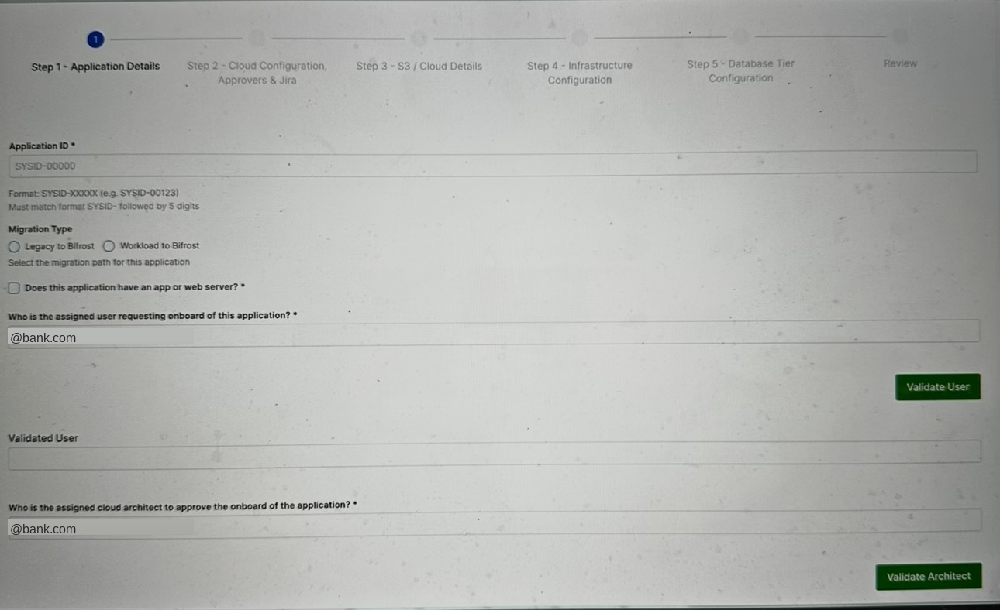 1
Step 1 - Application Details
Step 2 - Cloud Configuration,
Approvers & Jira
Step 3 - S3 / Cloud Details
Step 4 - Infrastructure
Configuration
Step 5 - Database Tier
Configuration
Review
Application ID *
SYSID-00000
Format: SYSID-XXXXX (e.g. SYSID-00123)
Must match format SYSID- followed by 5 digits
Migration Type
Legacy to Bifrost
Workload to Bifrost
Select the migration path for this application
Does this application have an app or web server? *
Who is the assigned user requesting onboard of this application? *
@bank.com
Validate User
Validated User
Who is the assigned cloud architect to approve the onboard of the application? *
@bank.com
Validate Architect